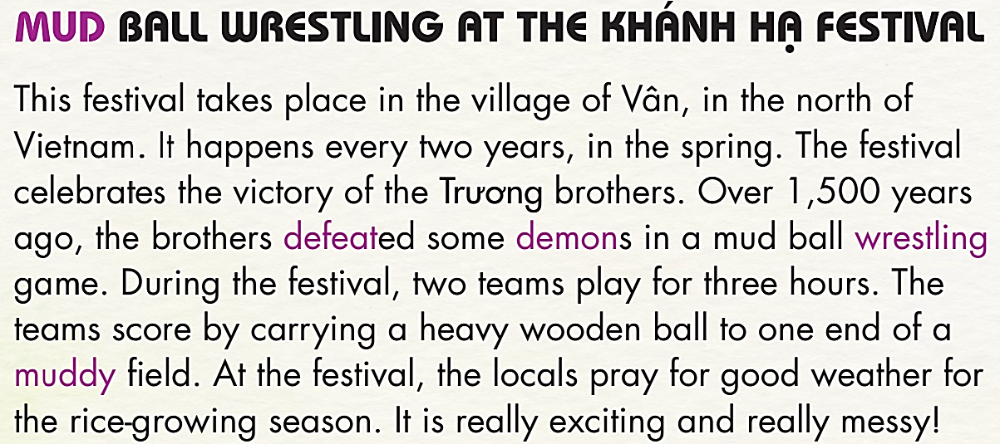 MUD BALL WRESTLING AT THE KHÁNH HẠ FESTIVAL
This festival takes place in the village of Vân, in the north of
Vietnam. It happens every two years, in the spring. The festival
celebrates the victory of the Trương brothers. Over 1,500 years
ago, the brothers defeated some demons in a mud ball wrestling
game. During the festival, two teams play for three hours. The
teams score by carrying a heavy wooden ball to one end of a
muddy field. At the festival, the locals pray for good weather for
the rice-growing season. It is really exciting and really messy!